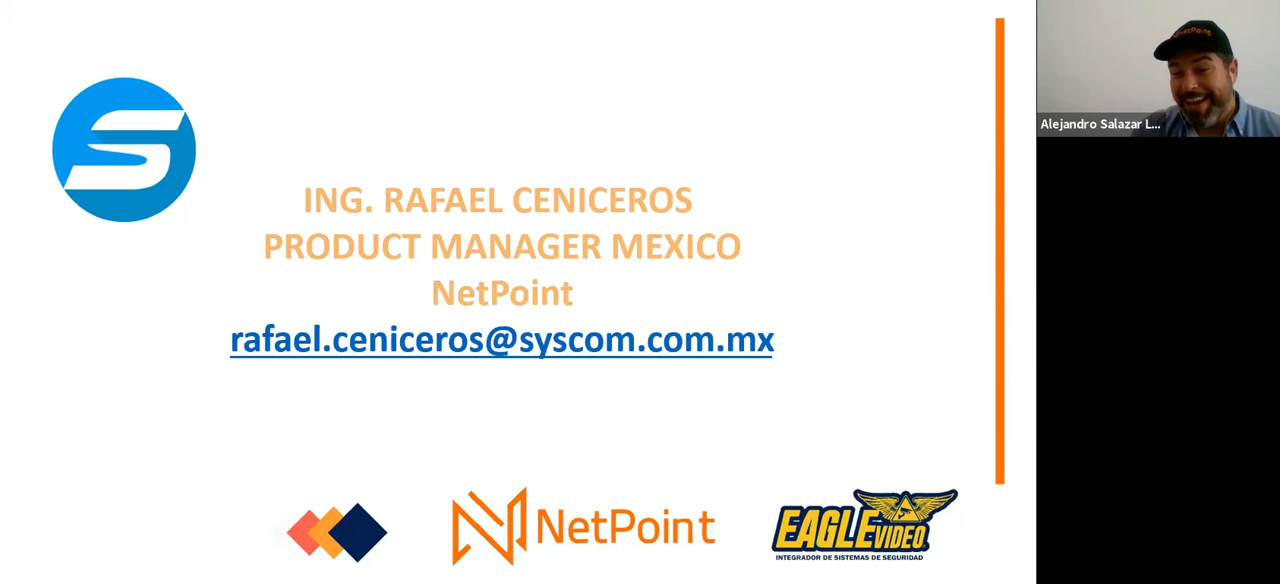 ING. RAFAEL CENICEROS
PRODUCT MANAGER MEXICO
NetPoint
rafael.ceniceros@syscom.com.mx
NetPoint
EAGLE VIDEO
INTEGRADOR DE SISTEMAS DE SEGURIDAD
NetPoint
Alejandro Salazar L...